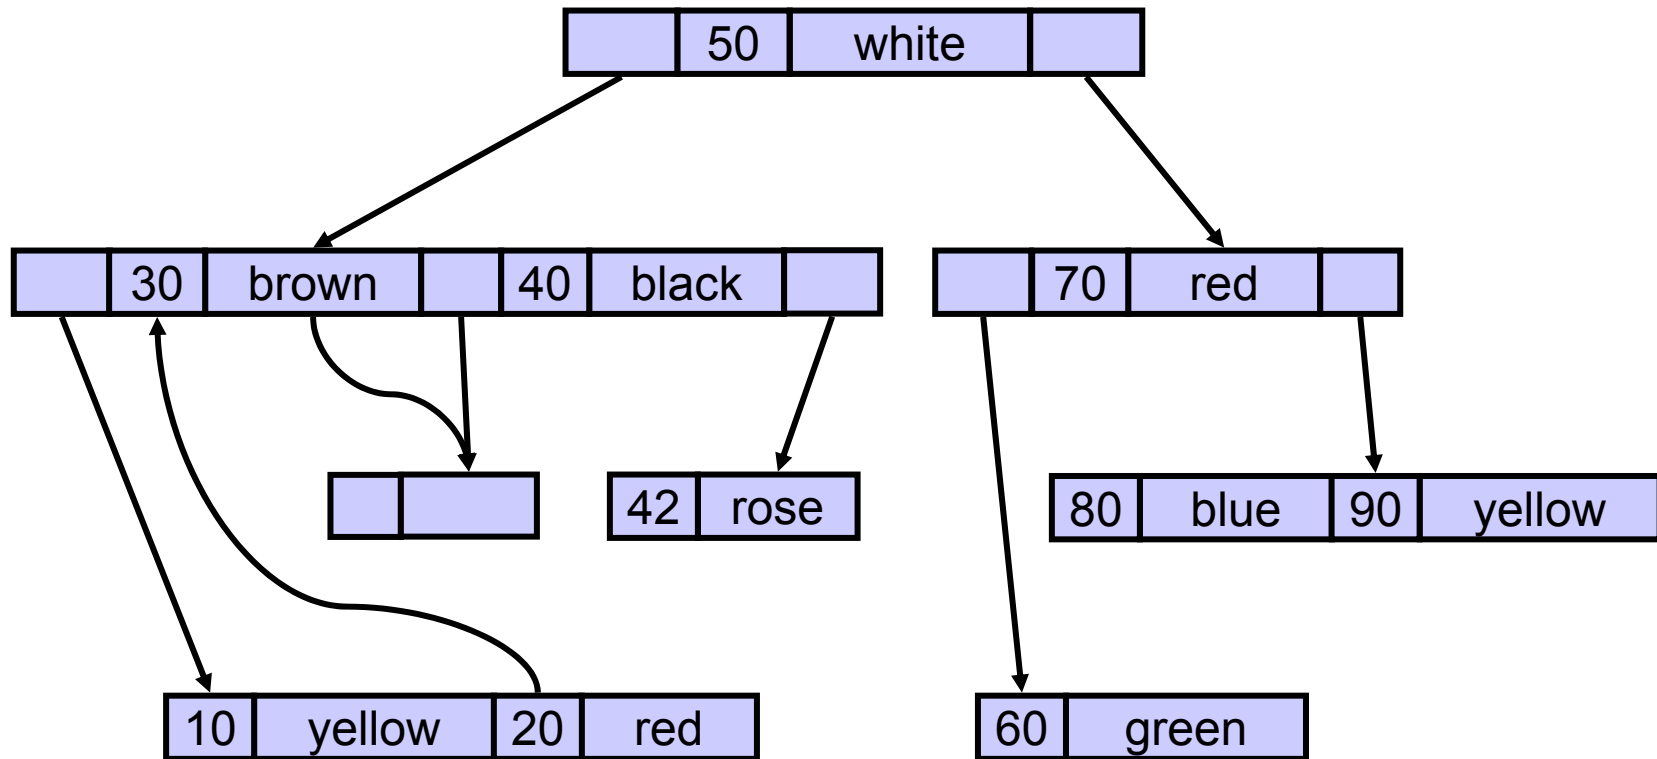 50 white
30 brown 40 black
70 red
42 rose
80 blue 90 yellow
10 yellow 20 red
60 green